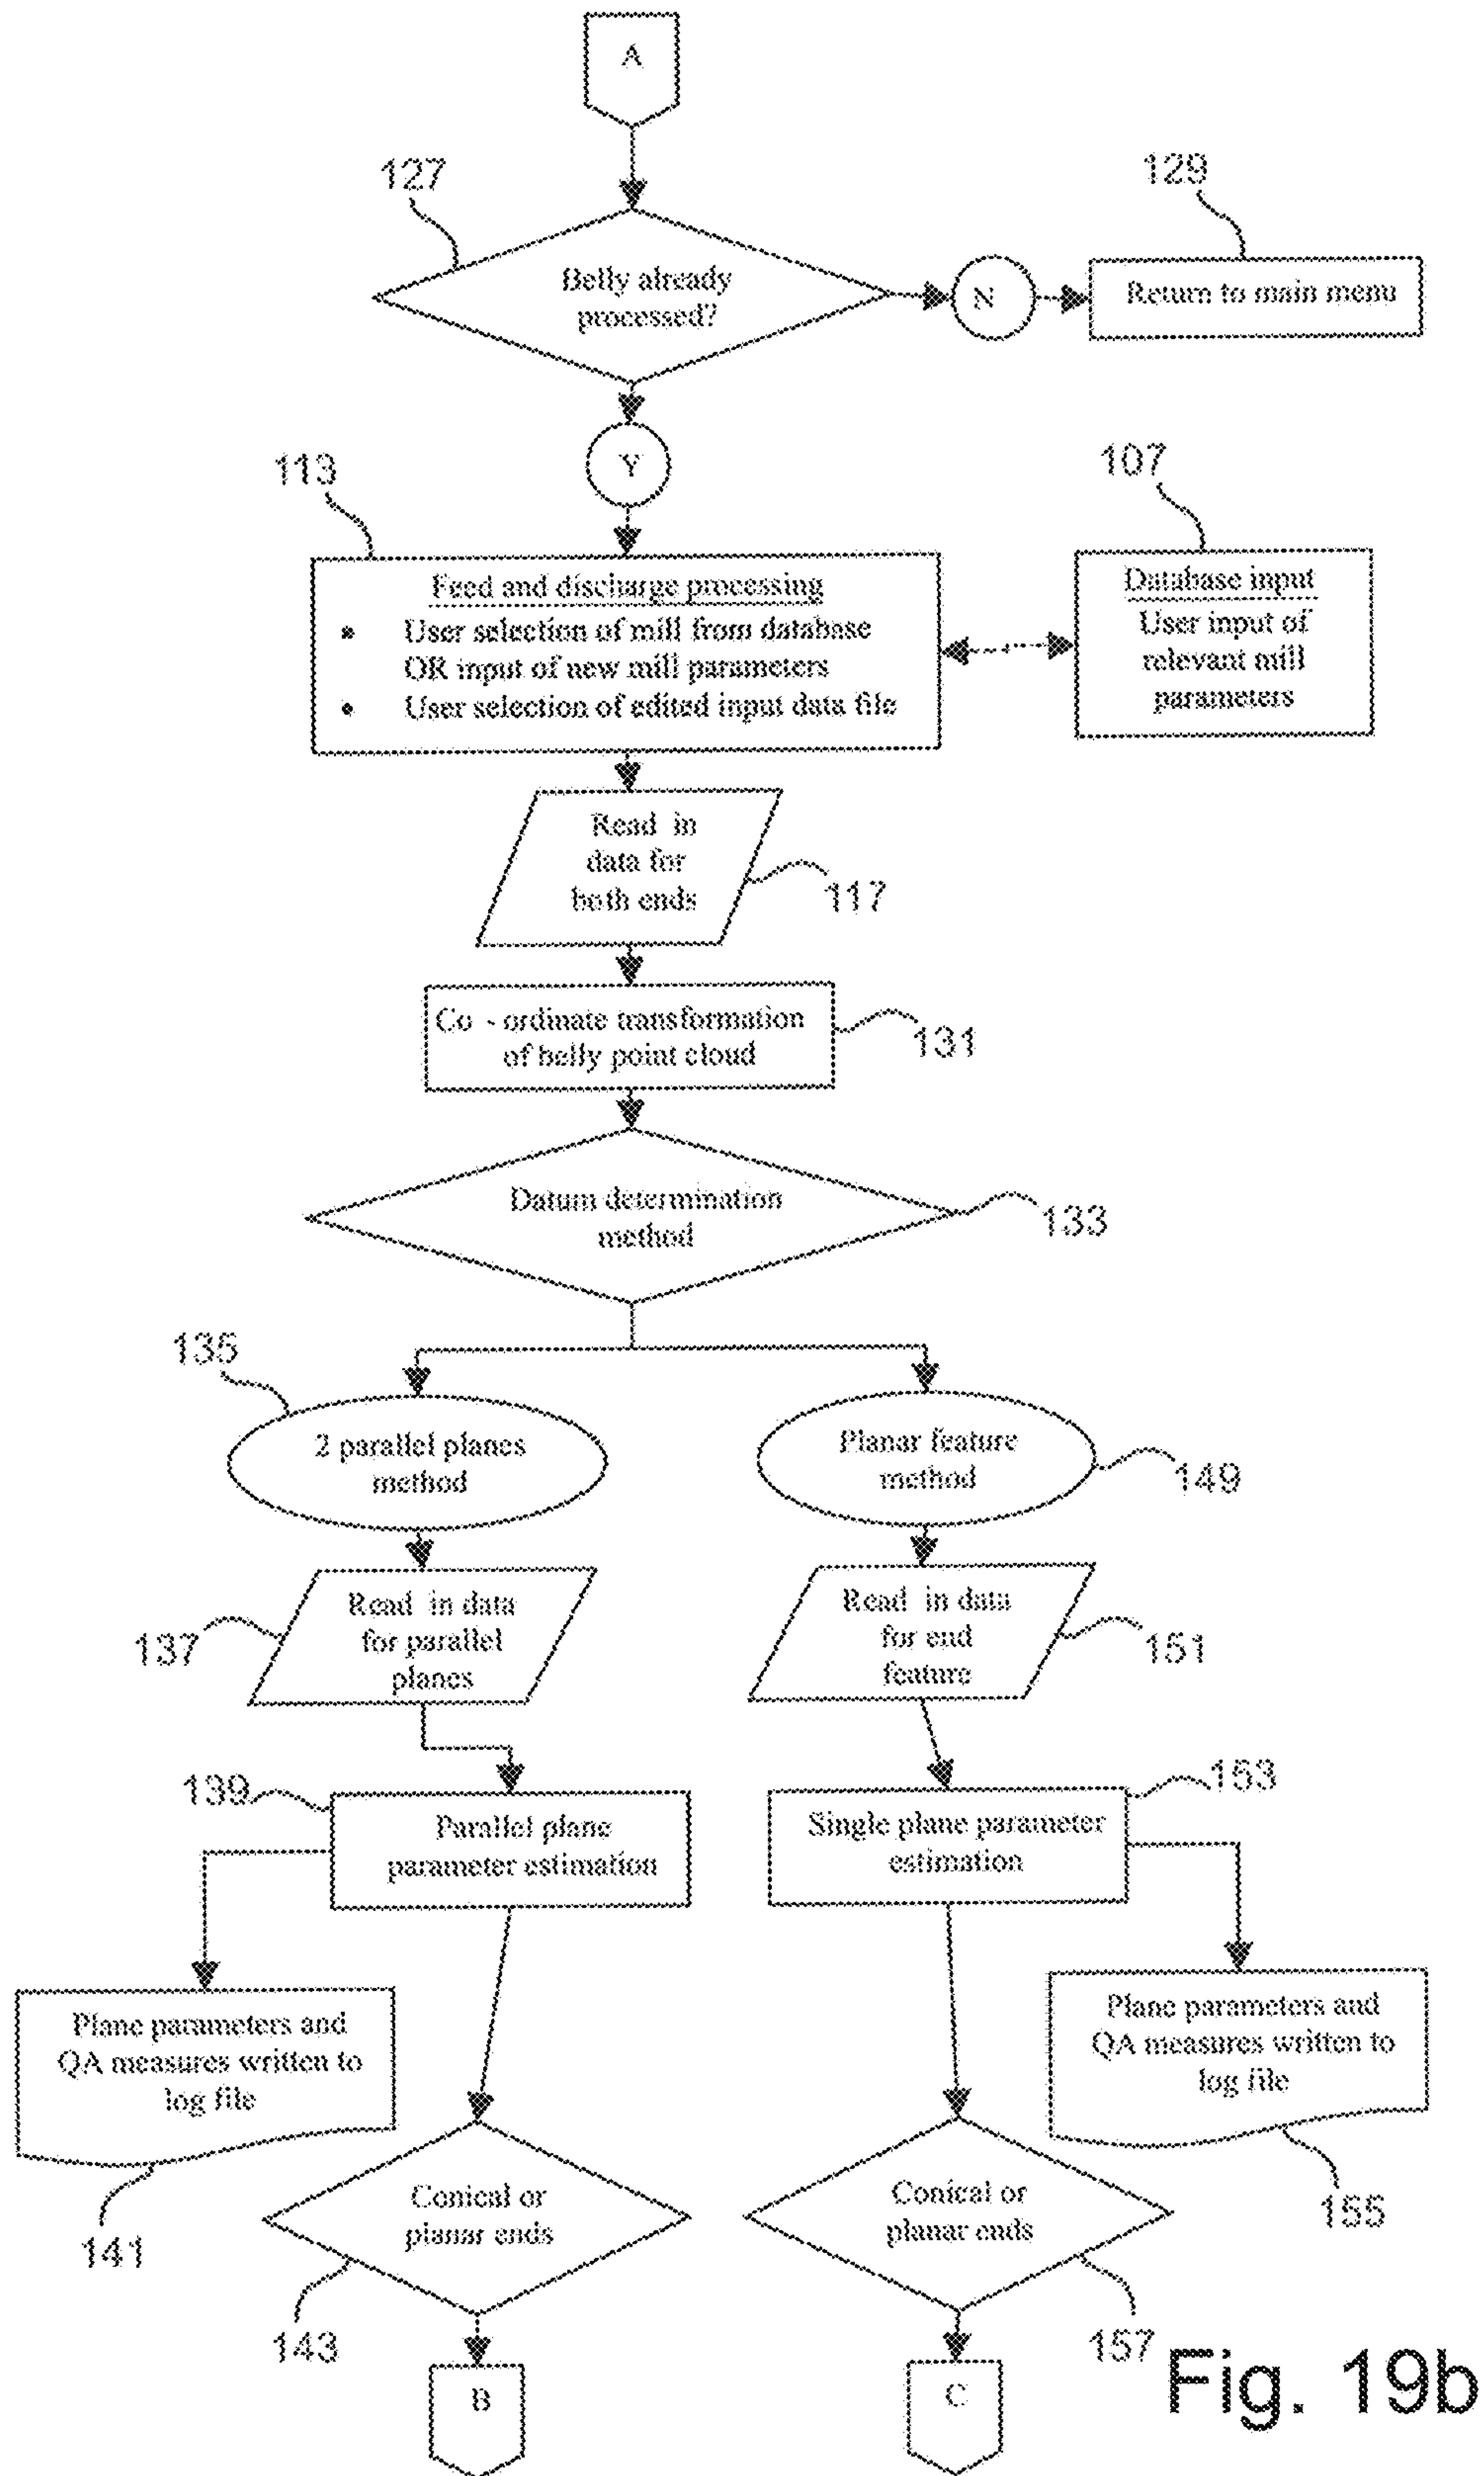 A
127
129
Belly already
processed?
N
Return to main menu
Y
113
107
Feed and discharge processing
• User selection of mill from database
OR input of new mill parameters
• User selection of edited input data file
Database input
User input of
relevant mill
parameters
Read in
data for
both ends
117
Co - ordinate transformation
of belly point cloud
131
Datum determination
method
133
135
2 parallel planes
method
Planar feature
method
149
Read in data
for parallel
planes
137
Read in data
for end
feature
151
139
Parallel plane
parameter estimation
153
Single plane parameter
estimation
Plane parameters and
QA measures written to
log file
141
Plane parameters and
QA measures written to
log file
155
Conical or
planar ends
143
Conical or
planar ends
157
B
C
Fig. 19b